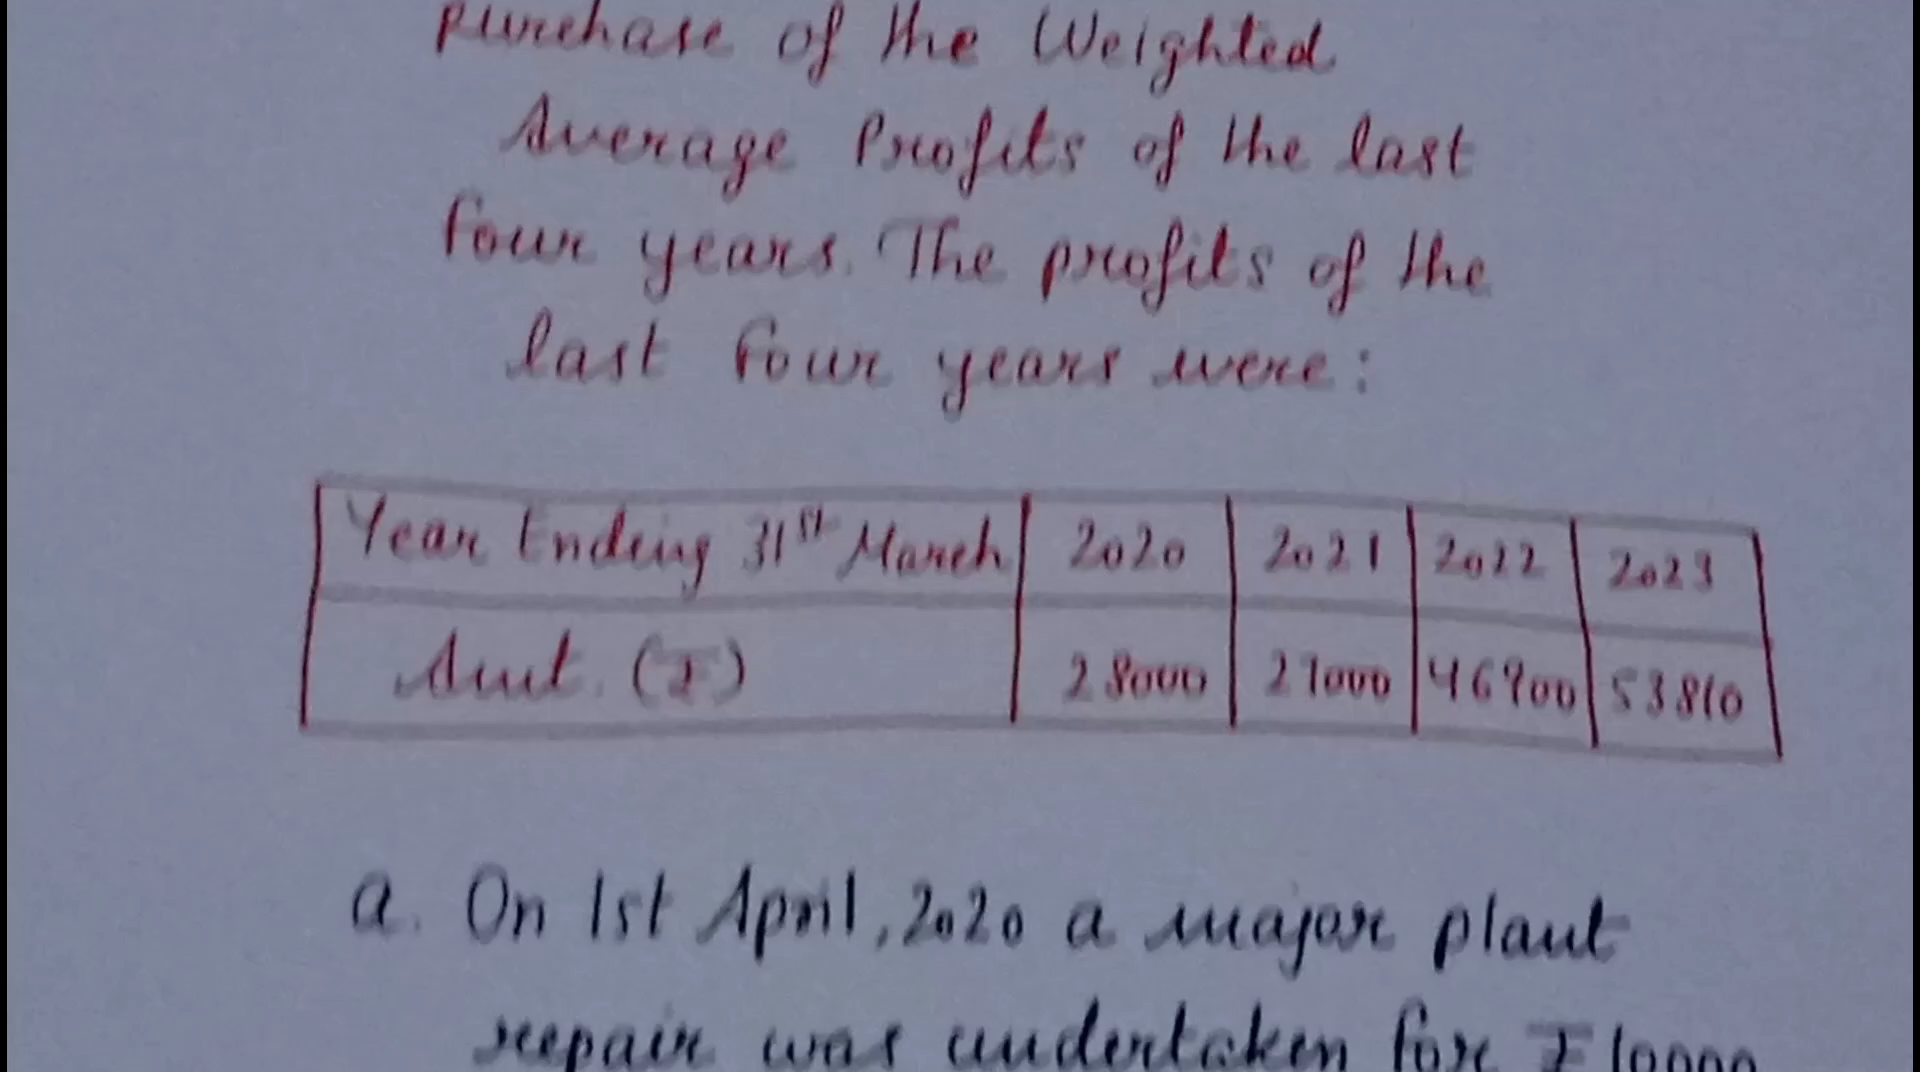 purchase of the Weighted
Average Profits of the last
four years. The profits of the
last four years were:
Year Ending 31st March 2020 2021 2022 2023
Amt. (₹) 28000 27000 46900 53810
a. On 1st April, 2020 a major plant
repair was undertaken for ₹10000